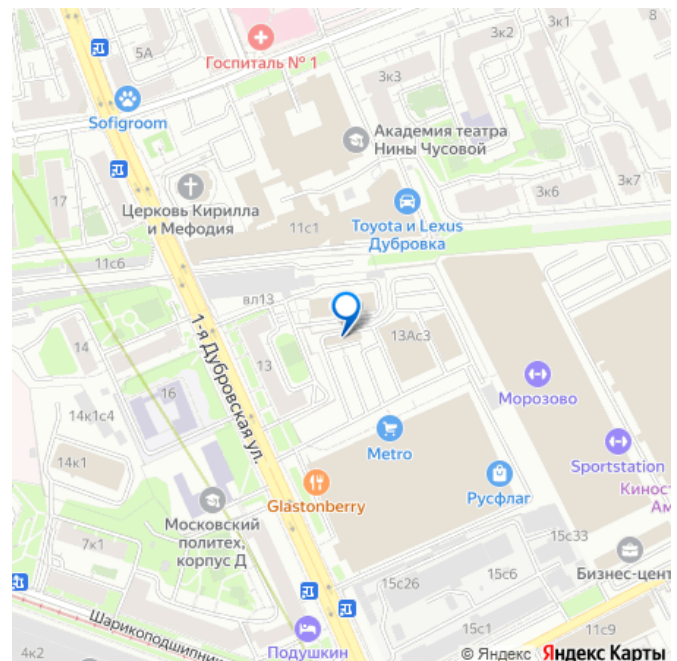 8
3к1
3к2
5А
Госпиталь № 1
3к3
Sofigroom
Академия театра
Нины Чусовой
3к7
3к6
17
Церковь Кирилла
и Мефодия
11с1
Toyota и Lexus
Дубровка
11с6
вл13
1-я Дубровская ул.
13Ас3
14
13
16
Морозово
14к1с4
Metro
14к1
Sportstation
Русфлаг
Glastonberry
Киност
Ам
Московский
политех,
корпус Д
7к1
15с33
Бизнес-цент
15с6
15с26
Шарикоподшипни
15с1
11с9
4к2
Подушкин
© Яндекс Яндекс Карты